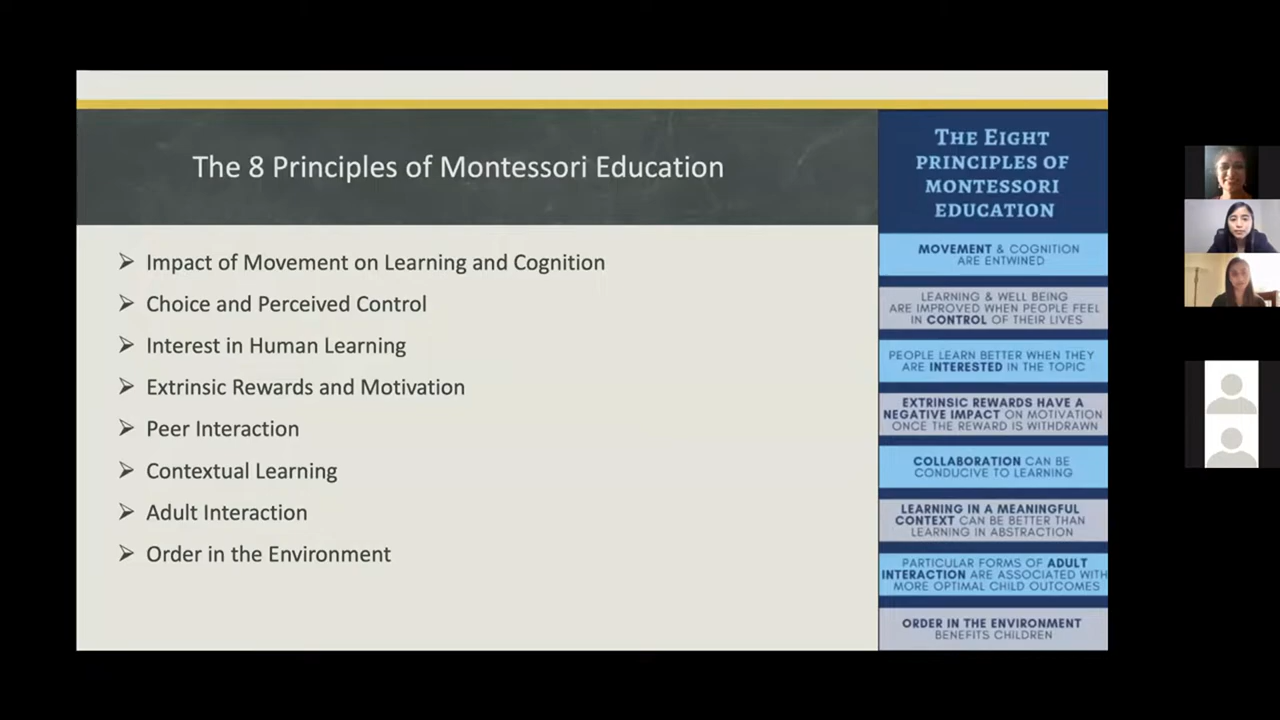 The 8 Principles of Montessori Education
Impact of Movement on Learning and Cognition
Choice and Perceived Control
Interest in Human Learning
Extrinsic Rewards and Motivation
Peer Interaction
Contextual Learning
Adult Interaction
Order in the Environment
THE EIGHT
PRINCIPLES OF
MONTESSORI
EDUCATION
MOVEMENT & COGNITION
ARE ENTWINED
LEARNING & WELL BEING
ARE IMPROVED WHEN PEOPLE FEEL
IN CONTROL OF THEIR LIVES
PEOPLE LEARN BETTER WHEN THEY
ARE INTERESTED IN THE TOPIC
EXTRINSIC REWARDS HAVE A
NEGATIVE IMPACT ON MOTIVATION
ONCE THE REWARD IS WITHDRAWN
COLLABORATION CAN BE
CONDUCIVE TO LEARNING
LEARNING IN A MEANINGFUL
CONTEXT CAN BE BETTER THAN
LEARNING IN ABSTRACTION
PARTICULAR FORMS OF ADULT
INTERACTION ARE ASSOCIATED WITH
MORE OPTIMAL CHILD OUTCOMES
ORDER IN THE ENVIRONMENT
BENEFITS CHILDREN